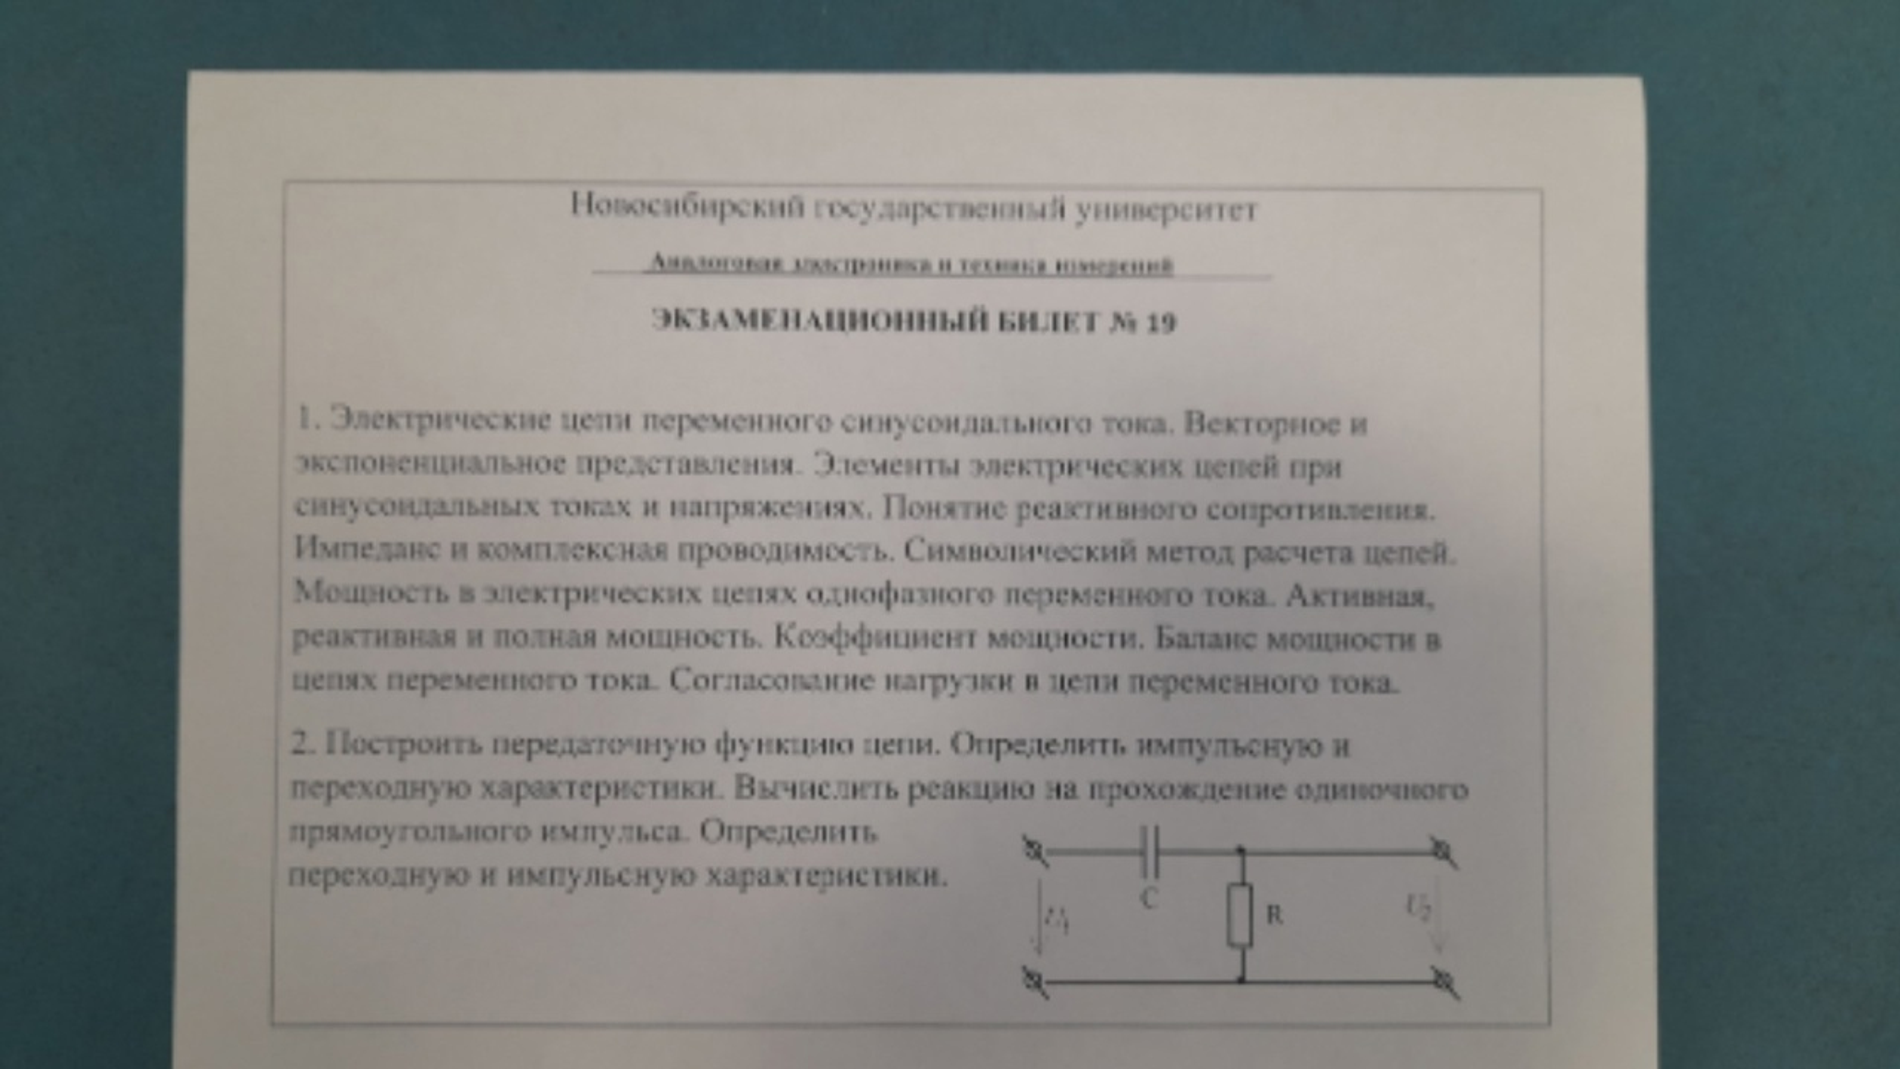 Новосибирский государственный университет
Аналоговая электроника и техника измерений
ЭКЗАМЕНАЦИОННЫЙ БИЛЕТ № 19
1. Электрические цепи переменного синусоидального тока. Векторное и
экспоненциальное представления. Элементы электрических цепей при
синусоидальных токах и напряжениях. Понятие реактивного сопротивления.
Импеданс и комплексная проводимость. Символический метод расчета цепей.
Мощность в электрических цепях однофазного переменного тока. Активная,
реактивная и полная мощность. Коэффициент мощности. Баланс мощности в
цепях переменного тока. Согласование нагрузки в цепи переменного тока.
2. Построить передаточную функцию цепи. Определить импульсную и
переходную характеристики. Вычислить реакцию на прохождение одиночного
прямоугольного импульса. Определить
переходную и импульсную характеристики.
C
U₁
R
U₂